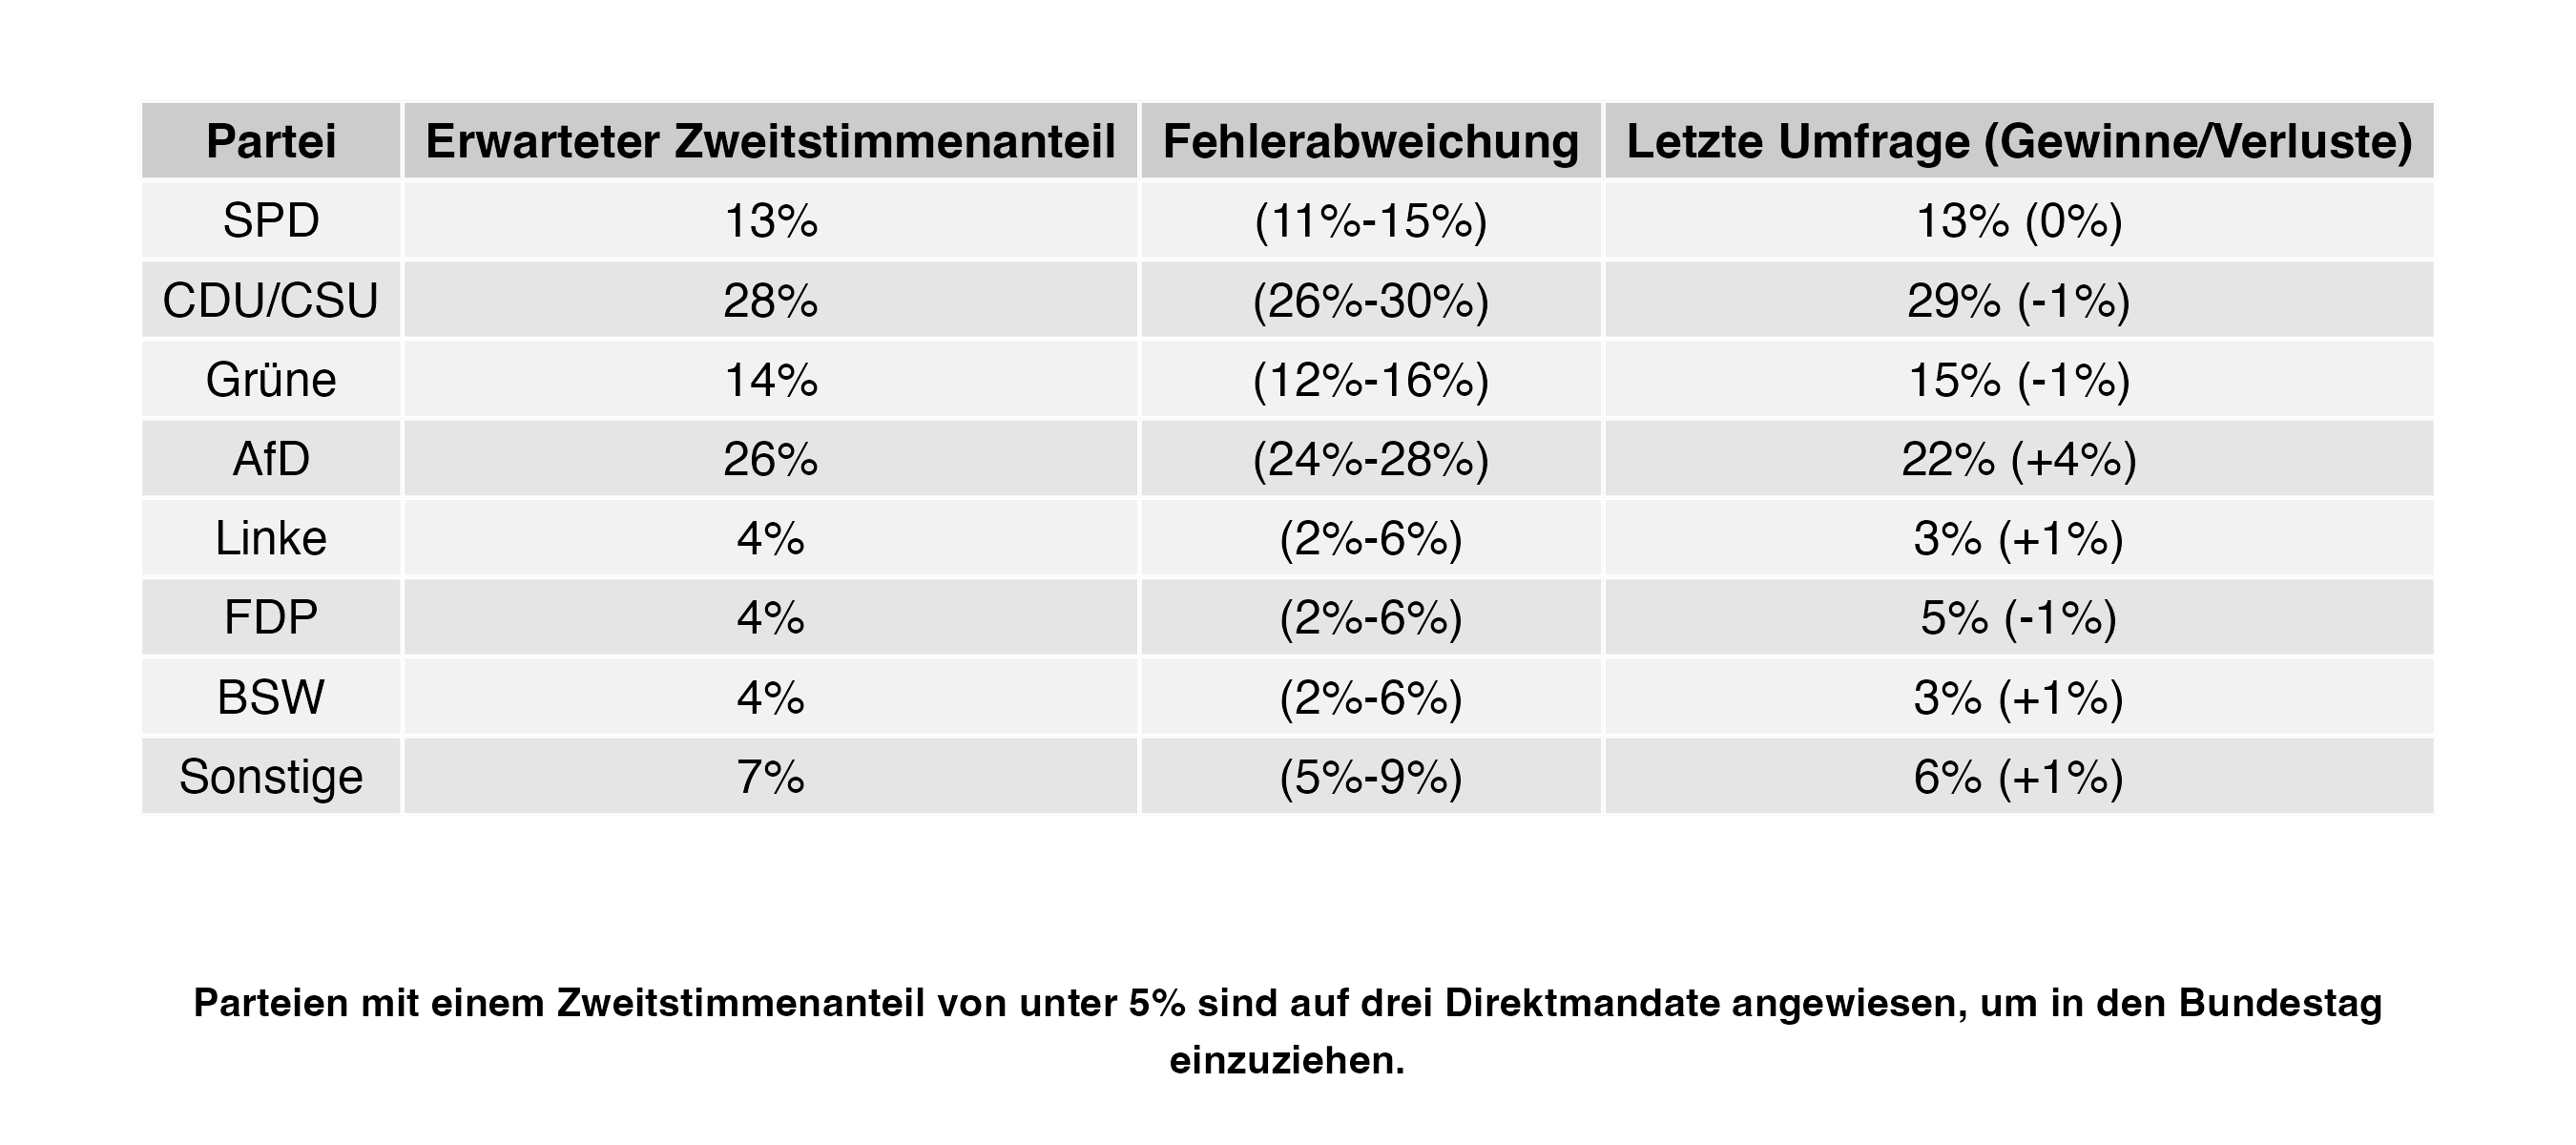 Partei Erwarteter Zweitstimmenanteil Fehlerabweichung Letzte Umfrage (Gewinne/Verluste)
SPD 13% (11%-15%) 13% (0%)
CDU/CSU 28% (26%-30%) 29% (-1%)
Grüne 14% (12%-16%) 15% (-1%)
AfD 26% (24%-28%) 22% (+4%)
Linke 4% (2%-6%) 3% (+1%)
FDP 4% (2%-6%) 5% (-1%)
BSW 4% (2%-6%) 3% (+1%)
Sonstige 7% (5%-9%) 6% (+1%)
Parteien mit einem Zweitstimmenanteil von unter 5% sind auf drei Direktmandate angewiesen, um in den Bundestag
einzuziehen.